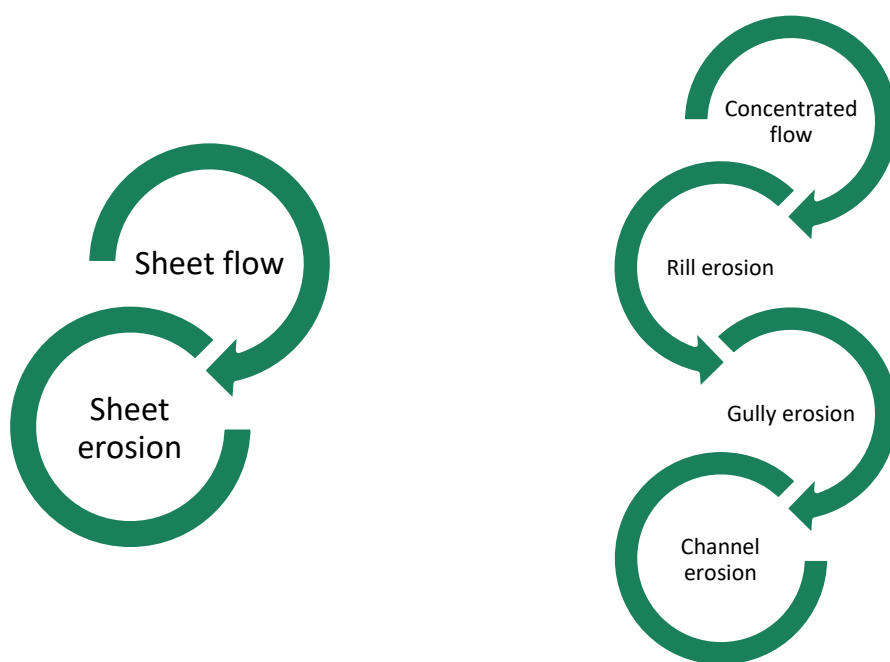 Sheet flow
Sheet
erosion
Concentrated
flow
Rill erosion
Gully erosion
Channel
erosion